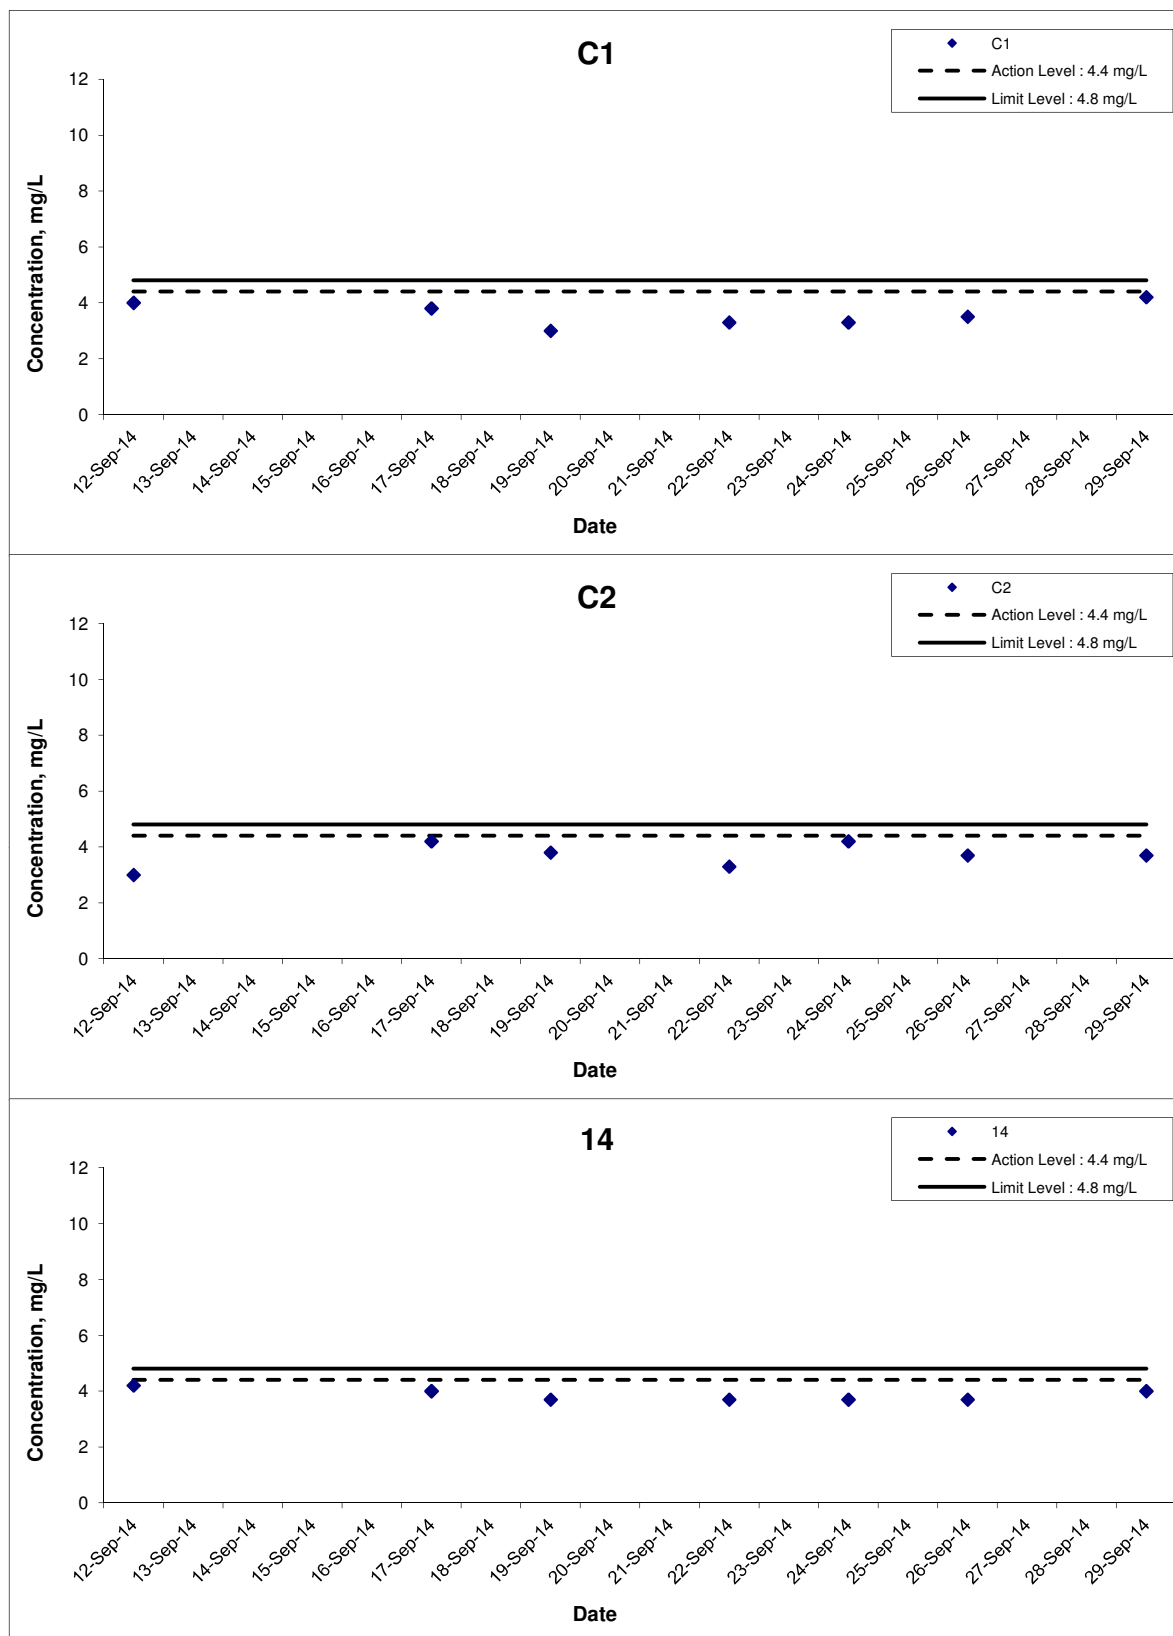 C1
C1
Action Level : 4.4 mg/L
Limit Level : 4.8 mg/L
Concentration, mg/L
12
10
8
6
4
2
0
12-Sep-14
13-Sep-14
14-Sep-14
15-Sep-14
16-Sep-14
17-Sep-14
18-Sep-14
19-Sep-14
20-Sep-14
21-Sep-14
22-Sep-14
23-Sep-14
24-Sep-14
25-Sep-14
26-Sep-14
27-Sep-14
28-Sep-14
29-Sep-14
Date
C2
C2
Action Level : 4.4 mg/L
Limit Level : 4.8 mg/L
Concentration, mg/L
12
10
8
6
4
2
0
12-Sep-14
13-Sep-14
14-Sep-14
15-Sep-14
16-Sep-14
17-Sep-14
18-Sep-14
19-Sep-14
20-Sep-14
21-Sep-14
22-Sep-14
23-Sep-14
24-Sep-14
25-Sep-14
26-Sep-14
27-Sep-14
28-Sep-14
29-Sep-14
Date
14
14
Action Level : 4.4 mg/L
Limit Level : 4.8 mg/L
Concentration, mg/L
12
10
8
6
4
2
0
12-Sep-14
13-Sep-14
14-Sep-14
15-Sep-14
16-Sep-14
17-Sep-14
18-Sep-14
19-Sep-14
20-Sep-14
21-Sep-14
22-Sep-14
23-Sep-14
24-Sep-14
25-Sep-14
26-Sep-14
27-Sep-14
28-Sep-14
29-Sep-14
Date